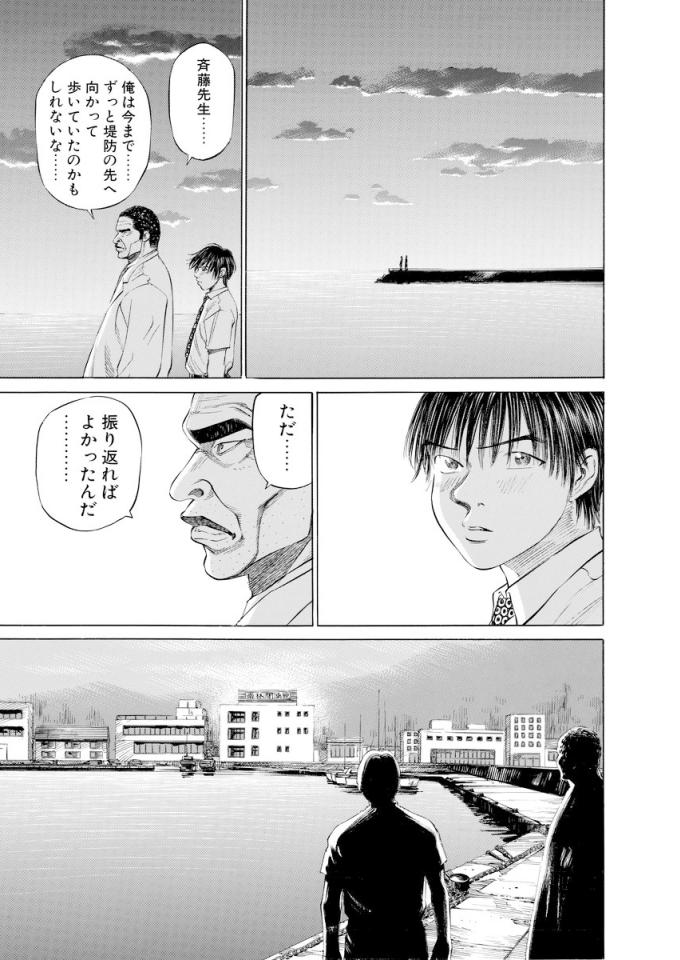 斉藤先生……
俺は今まで……
ずっと堤防の先へ
向かって
歩いていたのかも
しれないな……
ただ……
振り返れば
よかったんだ
…………